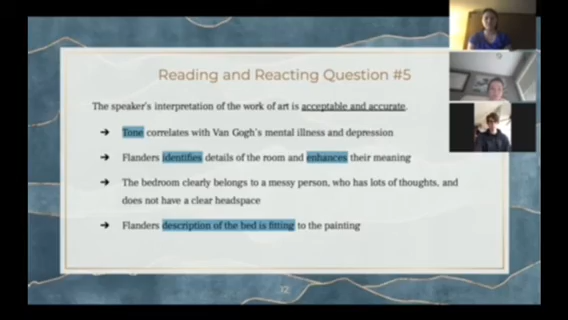 Reading and Reacting Question #5
The speaker's interpretation of the work of art is acceptable and accurate.
➔ Tone correlates with Van Gogh's mental illness and depression
➔ Flanders identifies details of the room and enhances their meaning
➔ The bedroom clearly belongs to a messy person, who has lots of thoughts, and
does not have a clear headspace
➔ Flanders description of the bed is fitting to the painting
12